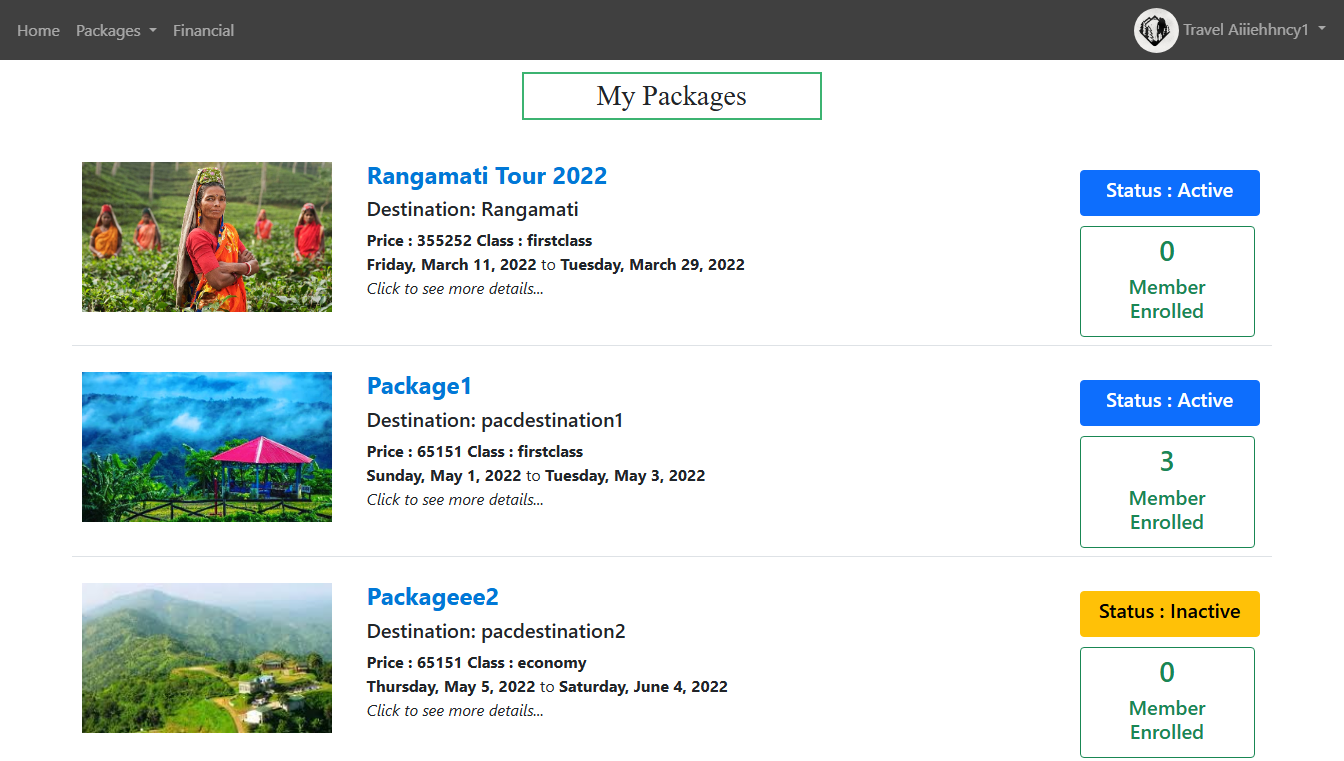 Home Packages Financial Travel Aiiiehhncy1
My Packages
Rangamati Tour 2022
Destination: Rangamati
Price : 355252 Class : firstclass
Friday, March 11, 2022 to Tuesday, March 29, 2022
Click to see more details...
Status : Active
0
Member
Enrolled
Package1
Destination: pacdestination1
Price : 65151 Class : firstclass
Sunday, May 1, 2022 to Tuesday, May 3, 2022
Click to see more details...
Status : Active
3
Member
Enrolled
Packageee2
Destination: pacdestination2
Price : 65151 Class : economy
Thursday, May 5, 2022 to Saturday, June 4, 2022
Click to see more details...
Status : Inactive
0
Member
Enrolled